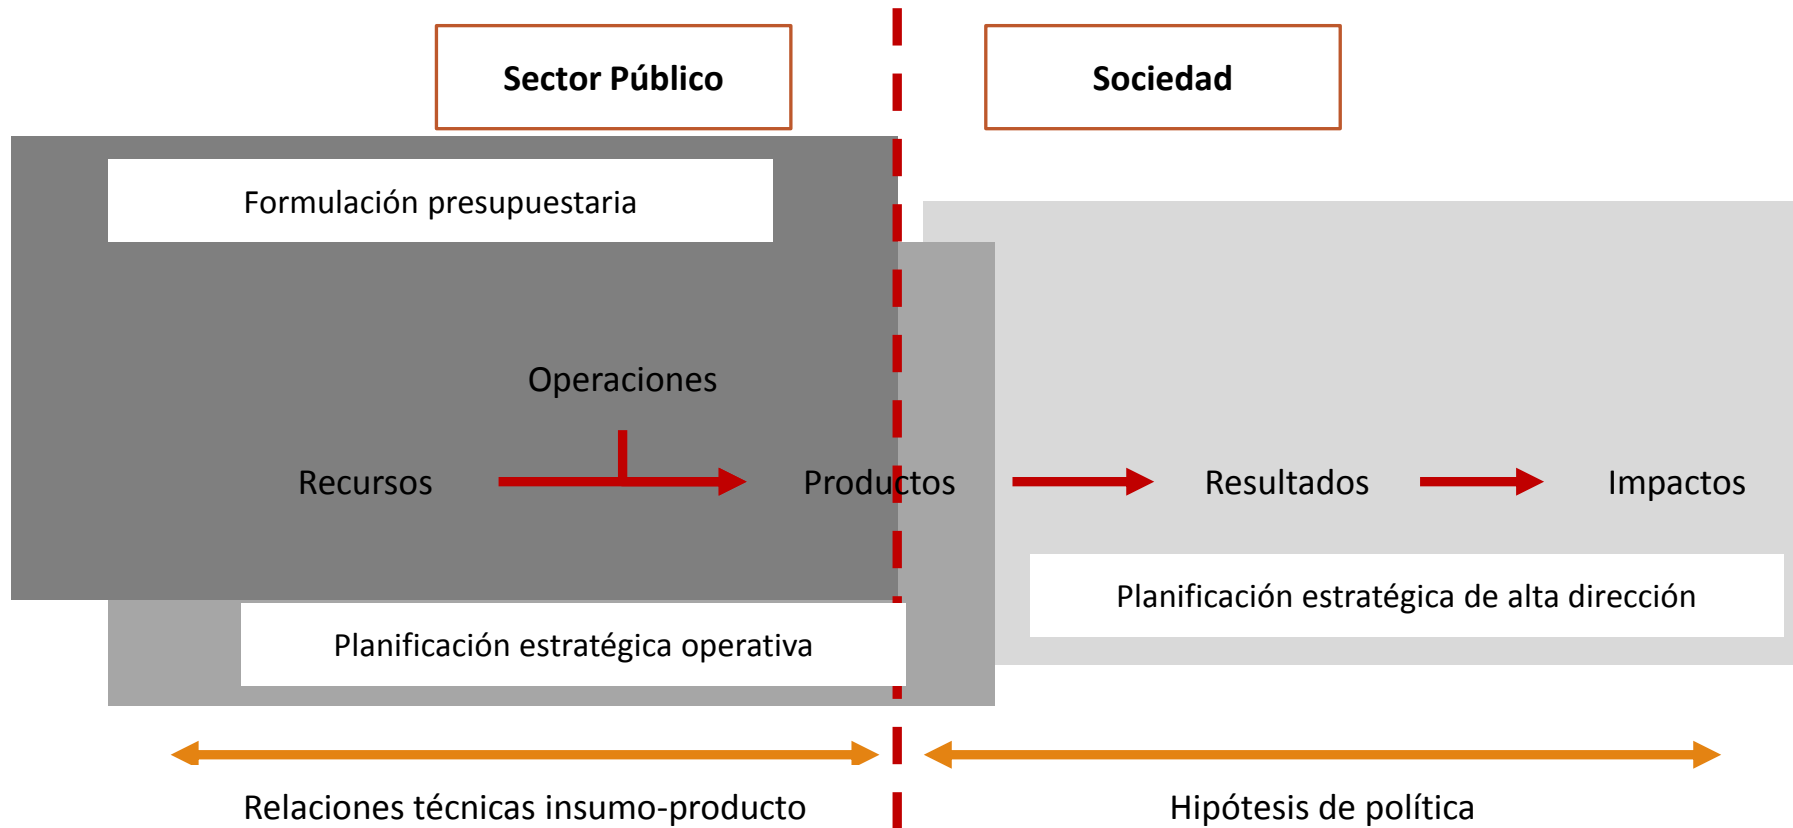 Sector Público
Sociedad
Formulación presupuestaria
Operaciones
Recursos
Productos
Resultados
Impactos
Planificación estratégica de alta dirección
Planificación estratégica operativa
Relaciones técnicas insumo-producto
Hipótesis de política